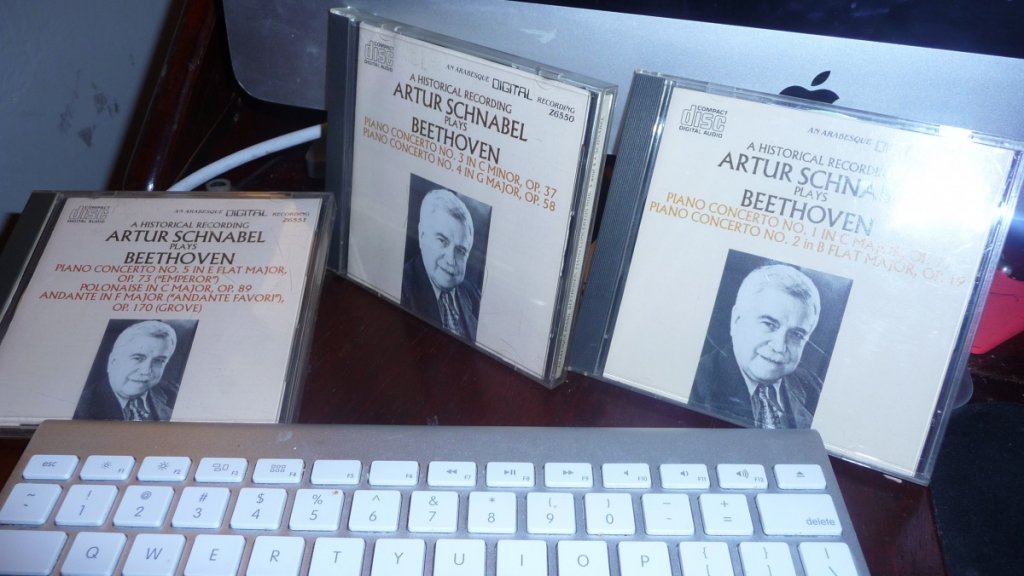 COMPACT
disc
DIGITAL AUDIO
AN ARABESQUE DIGITAL RECORDING
Z6551
A HISTORICAL RECORDING
ARTUR SCHNABEL
PLAYS
BEETHOVEN
PIANO CONCERTO NO. 5 IN E FLAT MAJOR,
OP. 73 ("EMPEROR")
POLONAISE IN C MAJOR, OP. 89
ANDANTE IN F MAJOR ("ANDANTE FAVORI"),
OP. 170 (GROVE)
COMPACT
disc
DIGITAL AUDIO
AN ARABESQUE DIGITAL RECORDING
Z6550
A HISTORICAL RECORDING
ARTUR SCHNABEL
PLAYS
BEETHOVEN
PIANO CONCERTO NO. 3 IN C MINOR, OP. 37
PIANO CONCERTO NO. 4 IN G MAJOR, OP. 58
COMPACT
disc
DIGITAL AUDIO
AN ARABESQUE
A HISTORICAL RECORDING
ARTUR SCHNA
PLAYS
BEETHOVEN
PIANO CONCERTO NO. 1 IN C MAJOR, OP.
PIANO CONCERTO NO. 2 IN B FLAT MAJOR, OP. 19
esc F1 F2 F3 F4 F5 F6 F7 F8 F9 F10 F11 F12
~ ! @ # $ % ^ & * ( ) - +
1 2 3 4 5 6 7 8 9 0 = delete
Q W E R T Y U I O P { } |
[ ] \